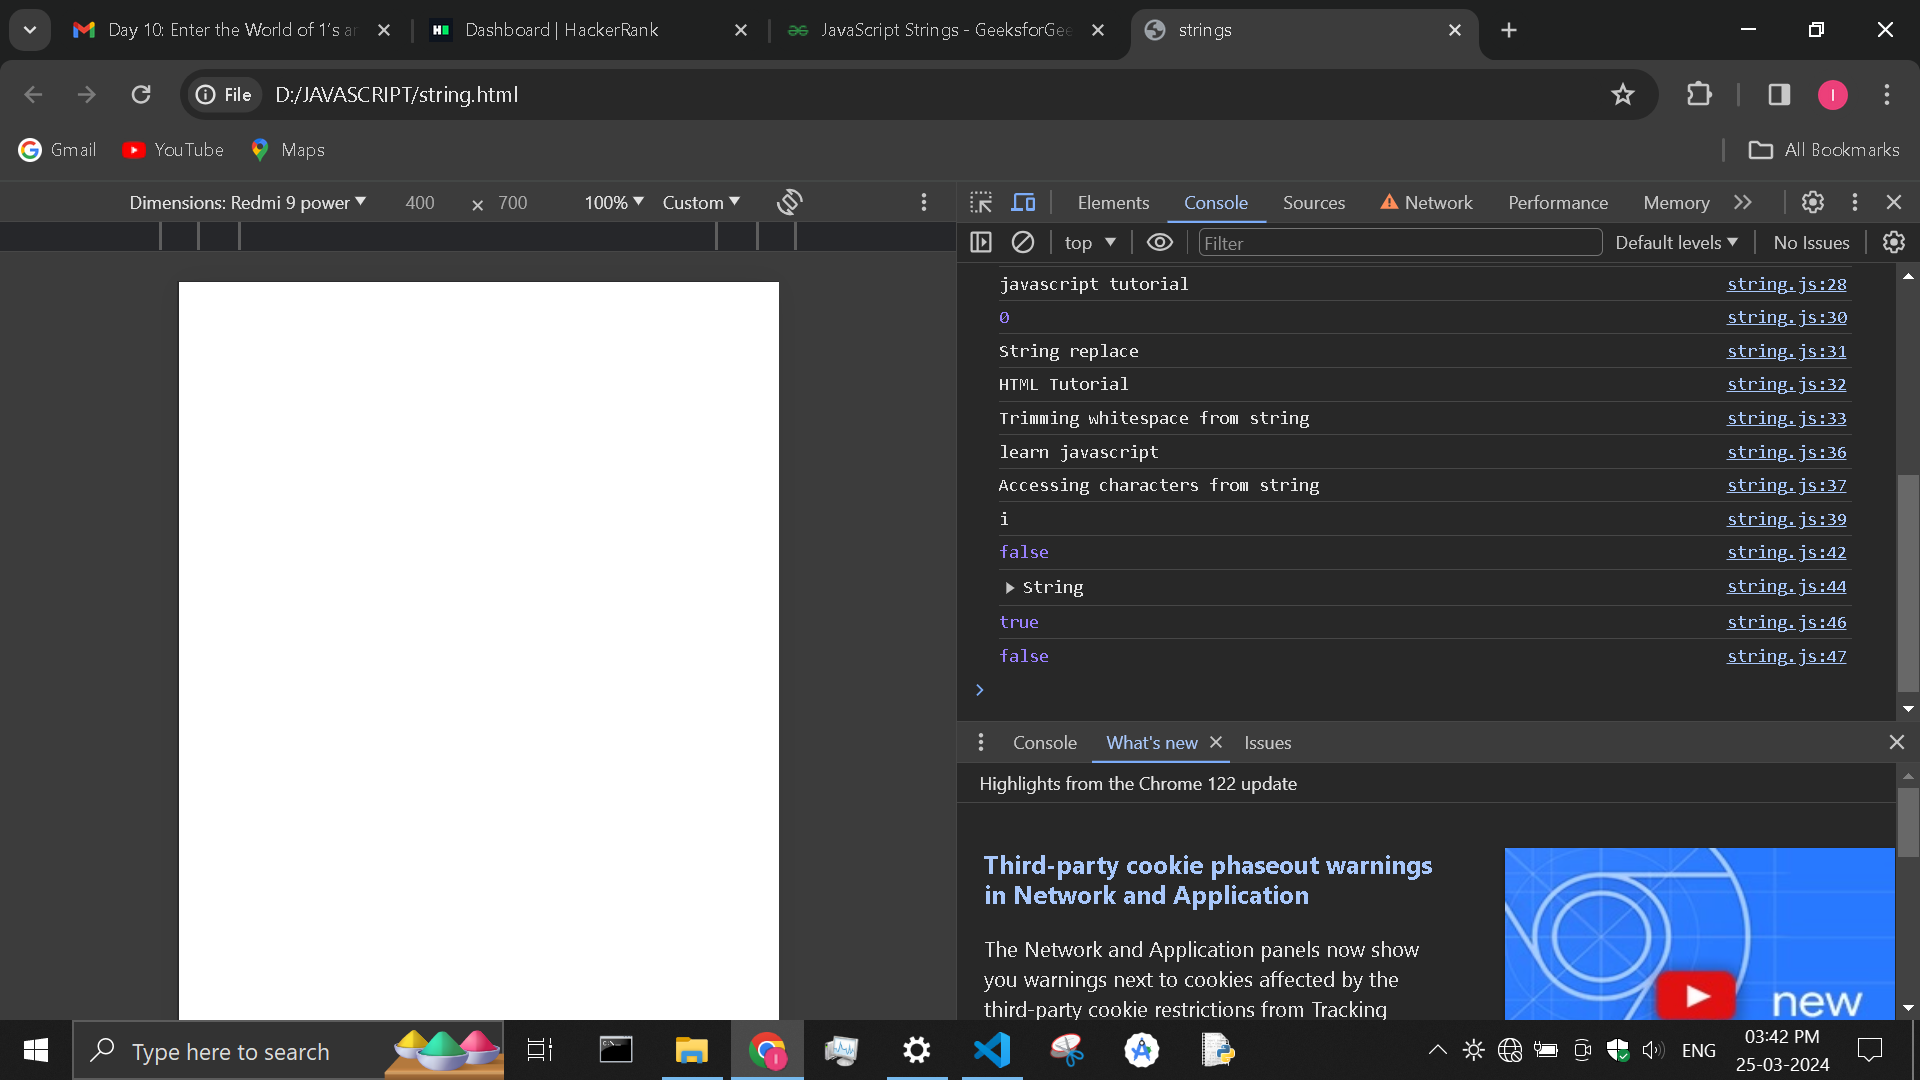 Day 10: Enter the World of 1's an
Dashboard | HackerRank
JavaScript Strings - GeeksforGee
strings
File
D:/JAVASCRIPT/string.html
I
Gmail
YouTube
Maps
All Bookmarks
Dimensions: Redmi 9 power
400
×
700
100%
Custom
Elements
Console
Sources
Network
Performance
Memory
top
Filter
Default levels
No Issues
javascript tutorial string.js:28
0 string.js:30
String replace string.js:31
HTML Tutorial string.js:32
Trimming whitespace from string string.js:33
learn javascript string.js:36
Accessing characters from string string.js:37
i string.js:39
false string.js:42
String string.js:44
true string.js:46
false string.js:47
Console
What's new
Issues
Highlights from the Chrome 122 update
Third-party cookie phaseout warnings
in Network and Application
The Network and Application panels now show
you warnings next to cookies affected by the
third-party cookie restrictions from Tracking
new
Type here to search
ENG
03:42 PM
25-03-2024